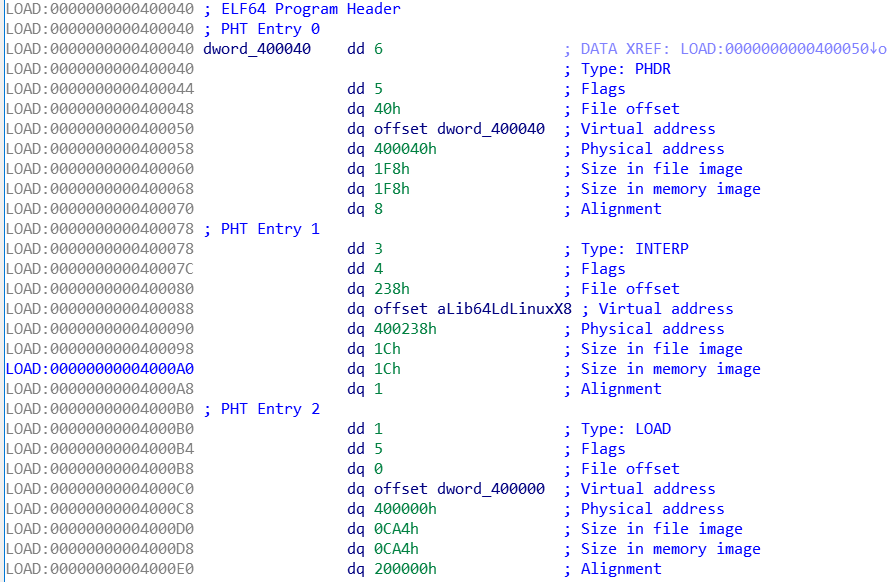 LOAD:0000000000400040 ; ELF64 Program Header
LOAD:0000000000400040 ; PHT Entry 0
LOAD:0000000000400040 dword_400040    dd 6                    ; DATA XREF: LOAD:0000000000400050↓o
LOAD:0000000000400040                                         ; Type: PHDR
LOAD:0000000000400044                 dd 5                    ; Flags
LOAD:0000000000400048                 dq 40h                  ; File offset
LOAD:0000000000400050                 dq offset dword_400040  ; Virtual address
LOAD:0000000000400058                 dq 400040h              ; Physical address
LOAD:0000000000400060                 dq 1F8h                 ; Size in file image
LOAD:0000000000400068                 dq 1F8h                 ; Size in memory image
LOAD:0000000000400070                 dq 8                    ; Alignment
LOAD:0000000000400078 ; PHT Entry 1
LOAD:0000000000400078                 dd 3                    ; Type: INTERP
LOAD:000000000040007C                 dd 4                    ; Flags
LOAD:0000000000400080                 dq 238h                 ; File offset
LOAD:0000000000400088                 dq offset aLib64LdLinuxX8 ; Virtual address
LOAD:0000000000400090                 dq 400238h              ; Physical address
LOAD:0000000000400098                 dq 1Ch                  ; Size in file image
LOAD:00000000004000A0                 dq 1Ch                  ; Size in memory image
LOAD:00000000004000A8                 dq 1                    ; Alignment
LOAD:00000000004000B0 ; PHT Entry 2
LOAD:00000000004000B0                 dd 1                    ; Type: LOAD
LOAD:00000000004000B4                 dd 5                    ; Flags
LOAD:00000000004000B8                 dq 0                    ; File offset
LOAD:00000000004000C0                 dq offset dword_400000  ; Virtual address
LOAD:00000000004000C8                 dq 400000h              ; Physical address
LOAD:00000000004000D0                 dq 0CA4h                ; Size in file image
LOAD:00000000004000D8                 dq 0CA4h                ; Size in memory image
LOAD:00000000004000E0                 dq 200000h              ; Alignment